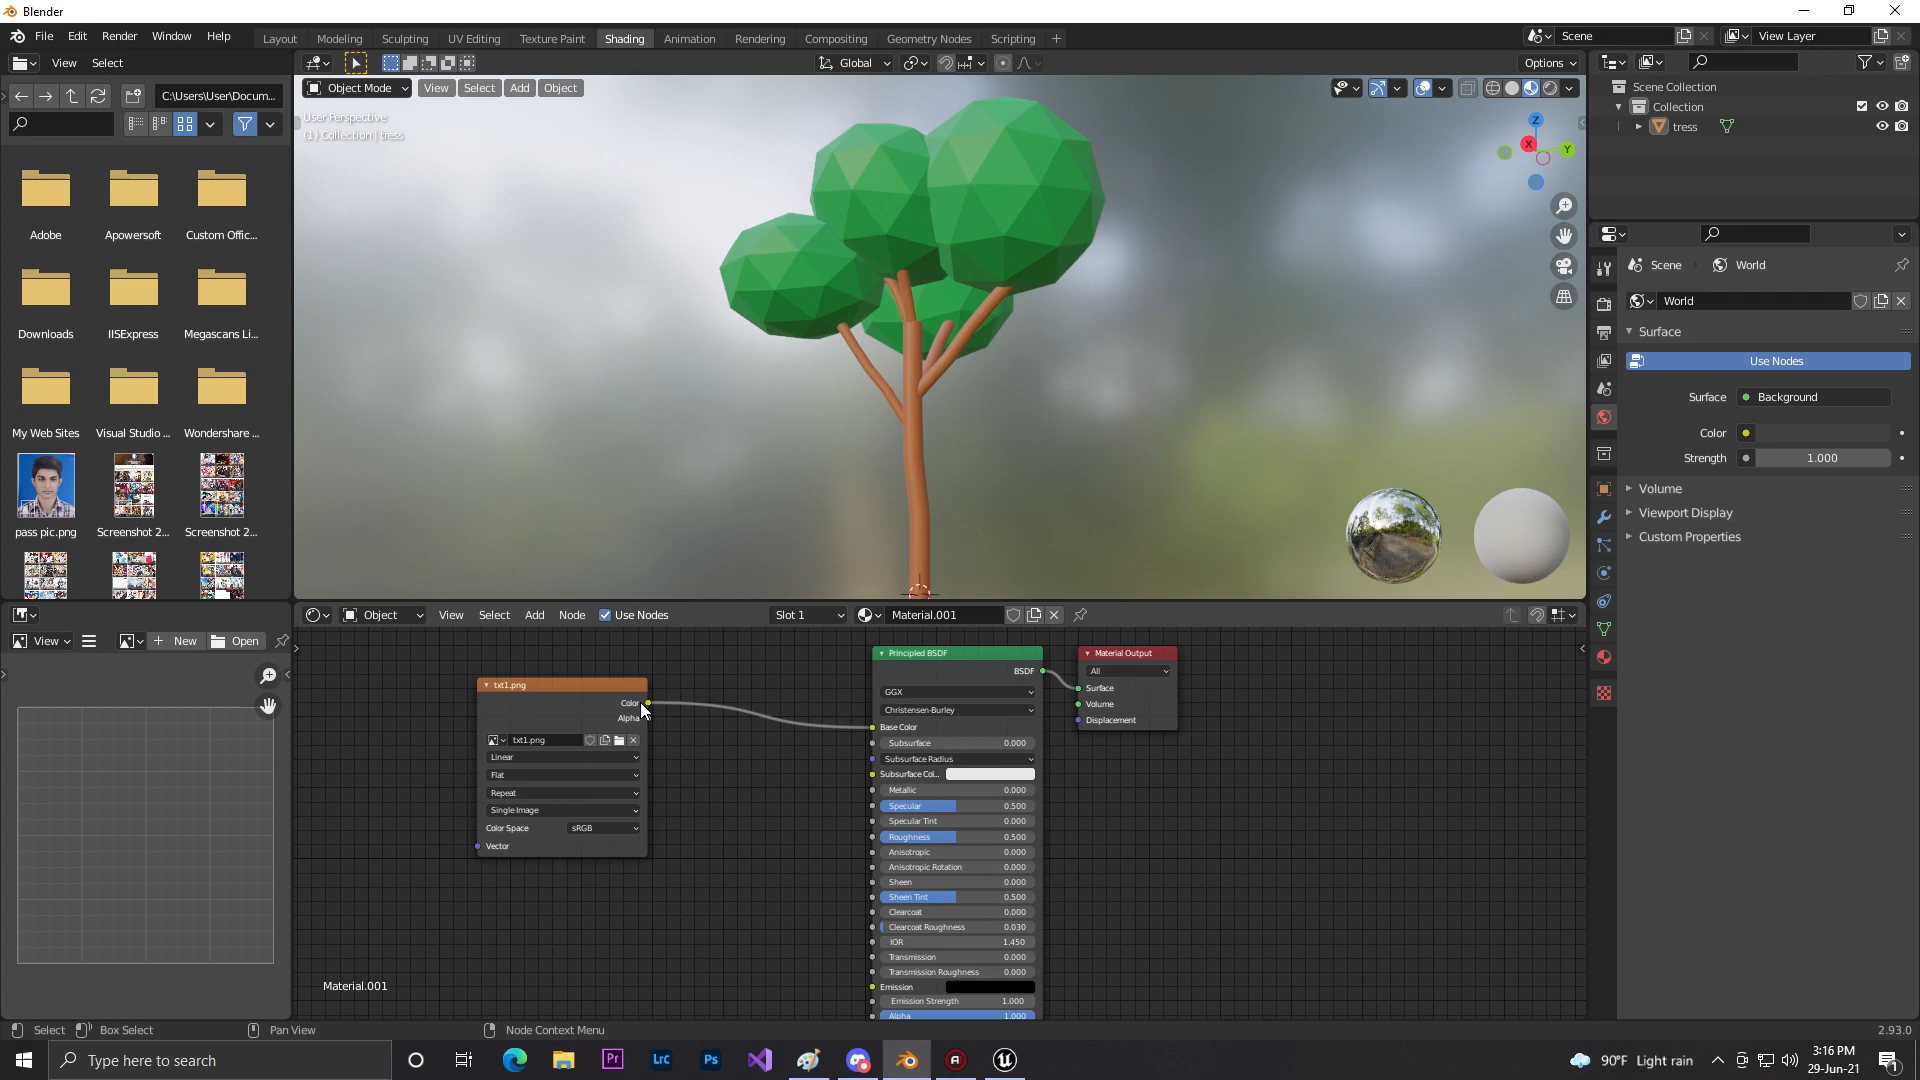 Blender
File Edit Render Window Help
Layout Modeling Sculpting UV Editing Texture Paint Shading Animation Rendering Compositing Geometry Nodes Scripting +
Scene
View Layer
View Select
Global
Options
C:\Users\User\Docum...
Object Mode View Select Add Object
User Perspective
(1) Collection | tress
Z
X
Y
Scene Collection
Collection
tress
Adobe
Apowersoft
Custom Offic...
Downloads
IISExpress
Megascans Li...
My Web Sites
Visual Studio ...
Wondershare ...
pass pic.png
Screenshot 2...
Screenshot 2...
Scene World
World
Surface
Use Nodes
Surface Background
Color
Strength 1.000
Volume
Viewport Display
Custom Properties
Object View Select Add Node Use Nodes Slot 1 Material.001
View New Open
txt1.png
Color
Alpha
txt1.png
Linear
Flat
Repeat
Single Image
Color Space sRGB
Vector
Principled BSDF
BSDF
GGX
Christensen-Burley
Base Color
Subsurface 0.000
Subsurface Radius
Subsurface Col...
Metallic 0.000
Specular 0.500
Specular Tint 0.000
Roughness 0.500
Anisotropic 0.000
Anisotropic Rotation 0.000
Sheen 0.000
Sheen Tint 0.500
Clearcoat 0.000
Clearcoat Roughness 0.030
IOR 1.450
Transmission 0.000
Transmission Roughness 0.000
Emission
Emission Strength 1.000
Alpha 1.000
Material Output
All
Surface
Volume
Displacement
Material.001
Select Box Select Pan View Node Context Menu 2.93.0
Type here to search
Pr
Lrc
Ps
90°F Light rain
3:16 PM
29-Jun-21
1